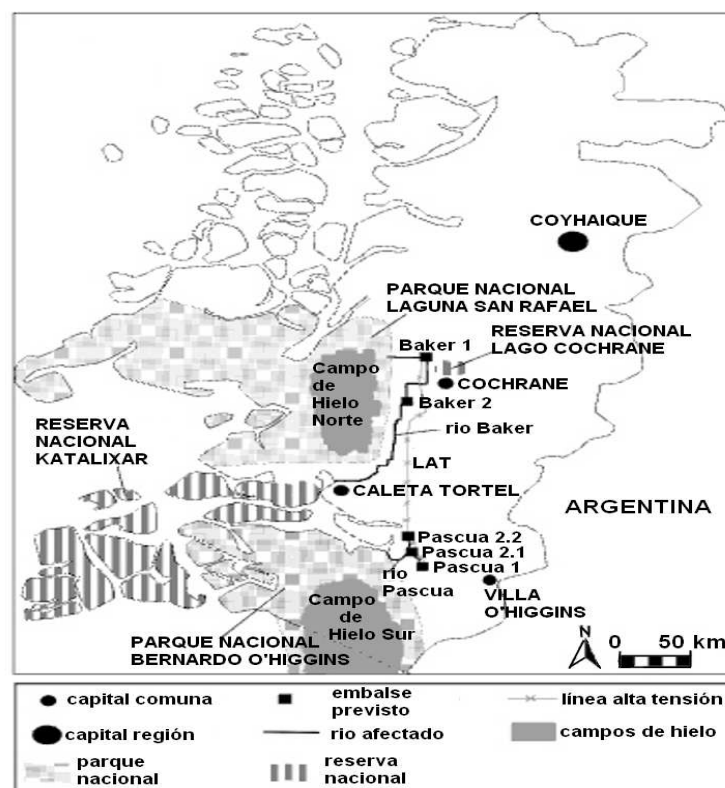 COYHAIQUE
PARQUE NACIONAL
LAGUNA SAN RAFAEL
RESERVA NACIONAL
LAGO COCHRANE
Baker 1
Campo
de
Hielo
Norte
COCHRANE
Baker 2
RESERVA
NACIONAL
KATALIXAR
rio Baker
LAT
CALETA TORTEL
ARGENTINA
Pascua 2.2
Pascua 2.1
Pascua 1
rio
Pascua
VILLA
O'HIGGINS
Campo
de
Hielo Sur
PARQUE NACIONAL
BERNARDO O'HIGGINS
N
0 50 km
capital comuna
embalse
previsto
línea alta tensión
capital región
rio afectado
campos de hielo
parque
nacional
reserva
nacional